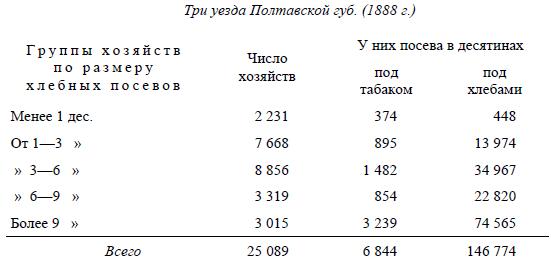 Три уезда Полтавской губ. (1888 г.)
Группы хозяйств по размеру хлебных посевов Число хозяйств У них посева в десятинах
под табаком под хлебами
Менее 1 дес. 2 231 374 448
От 1—3 » 7 668 895 13 974
» 3—6 » 8 856 1 482 34 967
» 6—9 » 3 319 854 22 820
Более 9 » 3 015 3 239 74 565
Всего 25 089 6 844 146 774